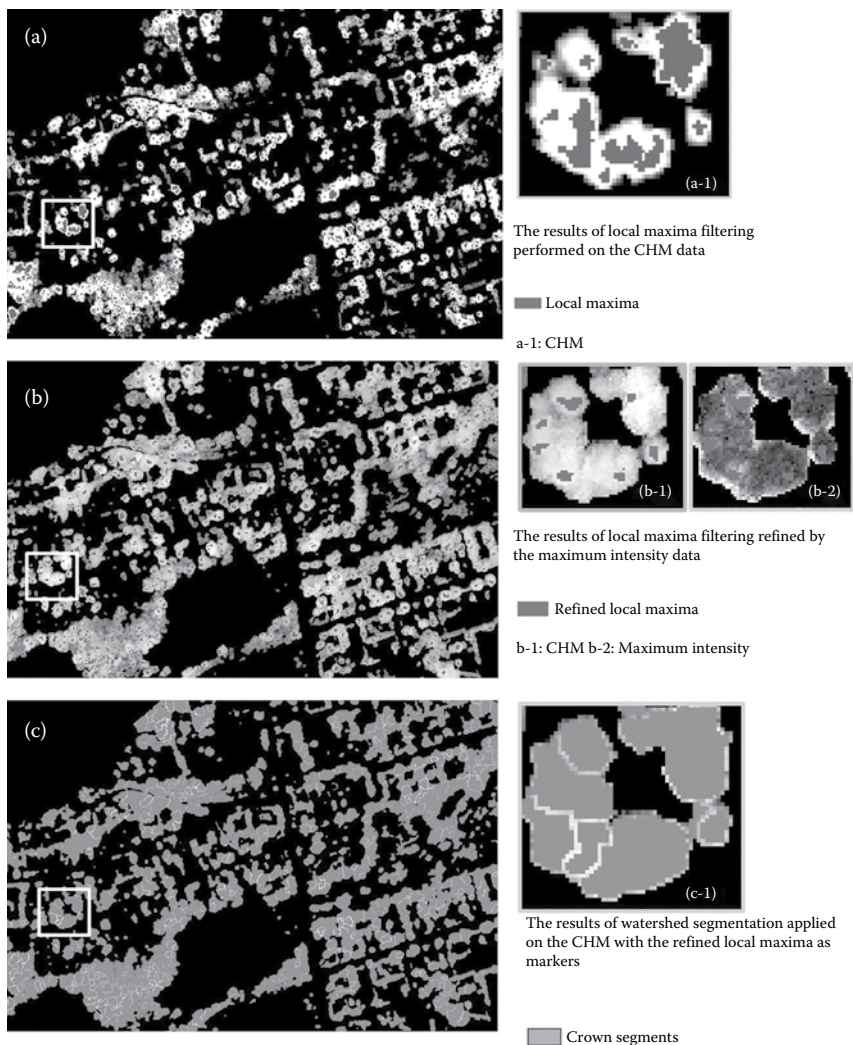 (a)
(a-1)
The results of local maxima filtering
performed on the CHM data
Local maxima
a-1: CHM
(b)
(b-1)
(b-2)
The results of local maxima filtering refined by
the maximum intensity data
Refined local maxima
b-1: CHM b-2: Maximum intensity
(c)
(c-1)
The results of watershed segmentation applied
on the CHM with the refined local maxima as
markers
Crown segments